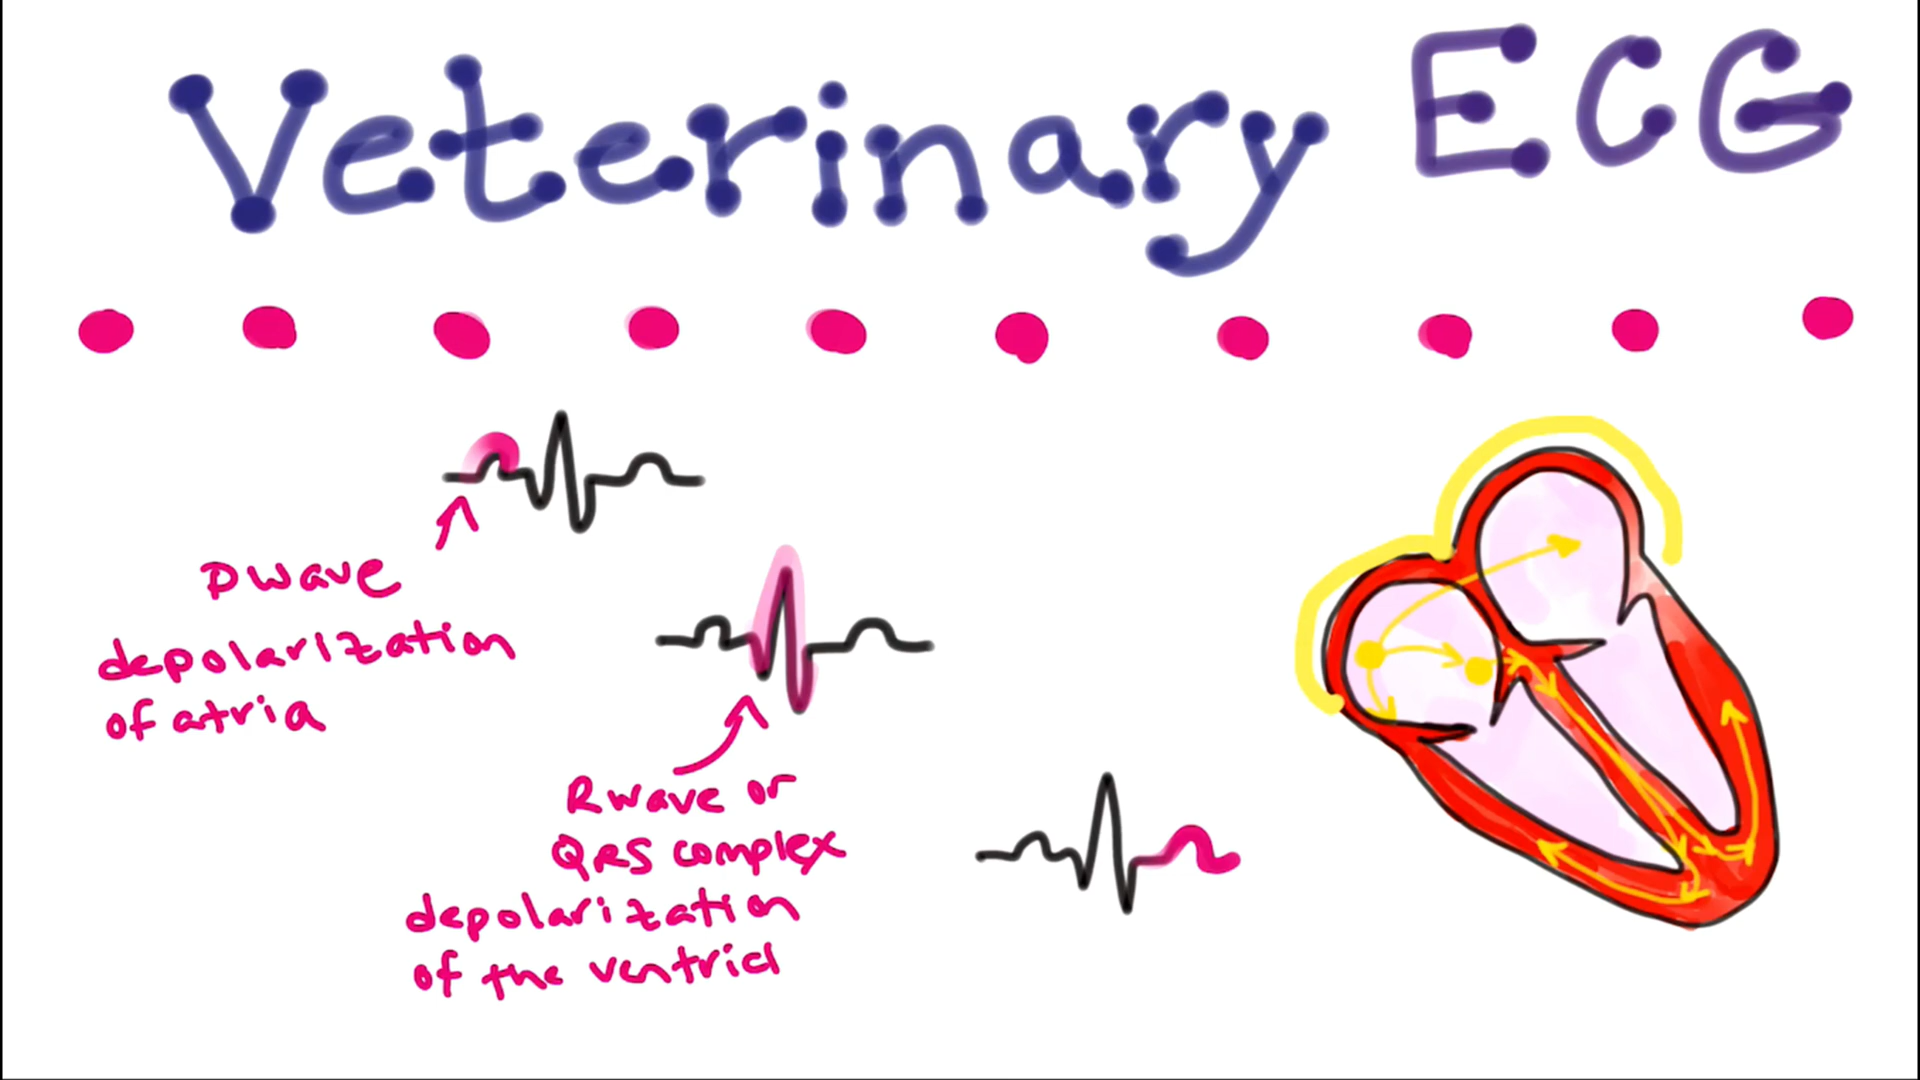 Veterinary ECG
P wave
depolarization
of atria
R wave or
QRS complex
depolarization
of the ventricl